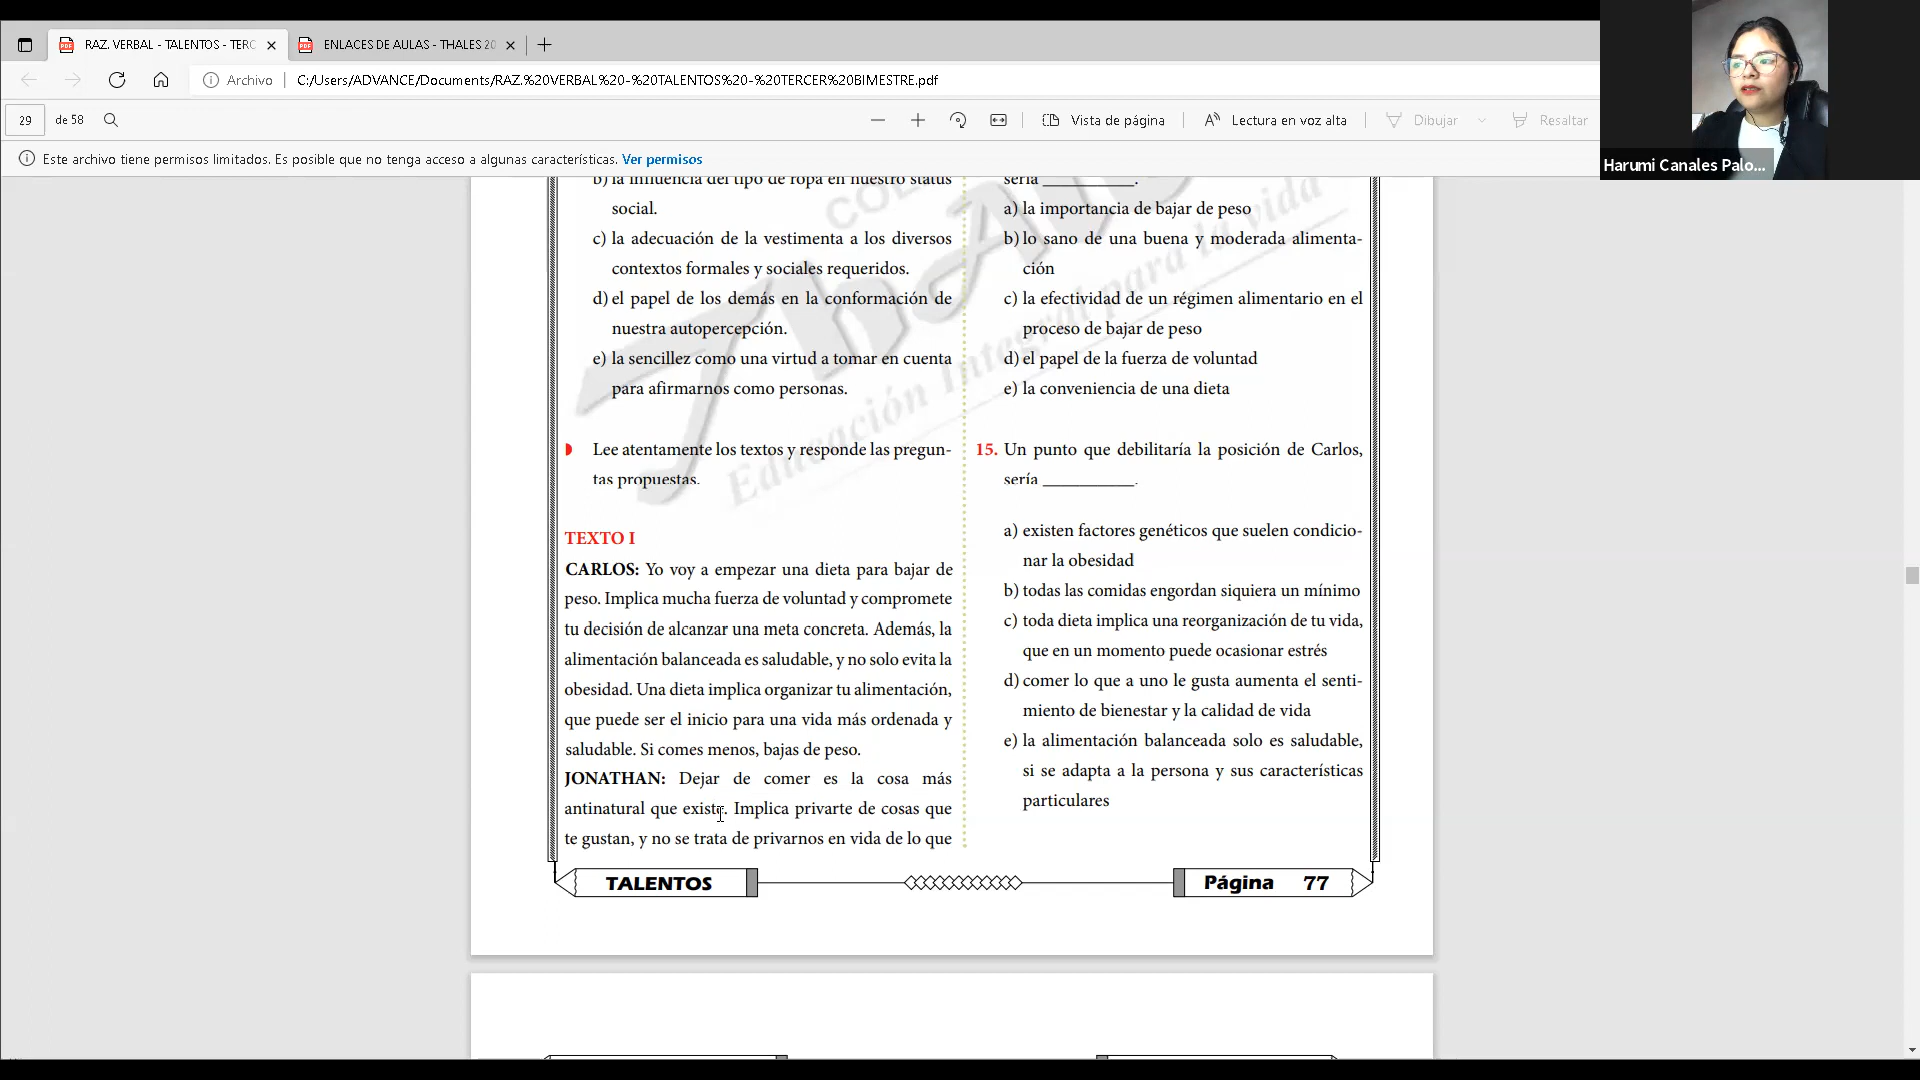 RAZ. VERBAL - TALENTOS - TERC
ENLACES DE AULAS - THALES 20
Archivo
C:/Users/ADVANCE/Documents/RAZ.%20VERBAL%20-%20TALENTOS%20-%20TERCER%20BIMESTRE.pdf
29 de 58
Vista de página
Lectura en voz alta
Dibujar
Resaltar
Este archivo tiene permisos limitados. Es posible que no tenga acceso a algunas características. Ver permisos
Harumi Canales Palo...
b) la influencia del tipo de ropa en nuestro status
social.
c) la adecuación de la vestimenta a los diversos
contextos formales y sociales requeridos.
d) el papel de los demás en la conformación de
nuestra autopercepción.
e) la sencillez como una virtud a tomar en cuenta
para afirmarnos como personas.
Lee atentamente los textos y responde las pregun-
tas propuestas.
TEXTO I
CARLOS: Yo voy a empezar una dieta para bajar de
peso. Implica mucha fuerza de voluntad y compromete
tu decisión de alcanzar una meta concreta. Además, la
alimentación balanceada es saludable, y no solo evita la
obesidad. Una dieta implica organizar tu alimentación,
que puede ser el inicio para una vida más ordenada y
saludable. Si comes menos, bajas de peso.
JONATHAN: Dejar de comer es la cosa más
antinatural que existe. Implica privarte de cosas que
te gustan, y no se trata de privarnos en vida de lo que
sería ___________.
a) la importancia de bajar de peso
b) lo sano de una buena y moderada alimenta-
ción
c) la efectividad de un régimen alimentario en el
proceso de bajar de peso
d) el papel de la fuerza de voluntad
e) la conveniencia de una dieta
15. Un punto que debilitaría la posición de Carlos,
sería ___________.
a) existen factores genéticos que suelen condicio-
nar la obesidad
b) todas las comidas engordan siquiera un mínimo
c) toda dieta implica una reorganización de tu vida,
que en un momento puede ocasionar estrés
d) comer lo que a uno le gusta aumenta el senti-
miento de bienestar y la calidad de vida
e) la alimentación balanceada solo es saludable,
si se adapta a la persona y sus características
particulares
Thales
Educación Integral para la vida
TALENTOS
Página 77